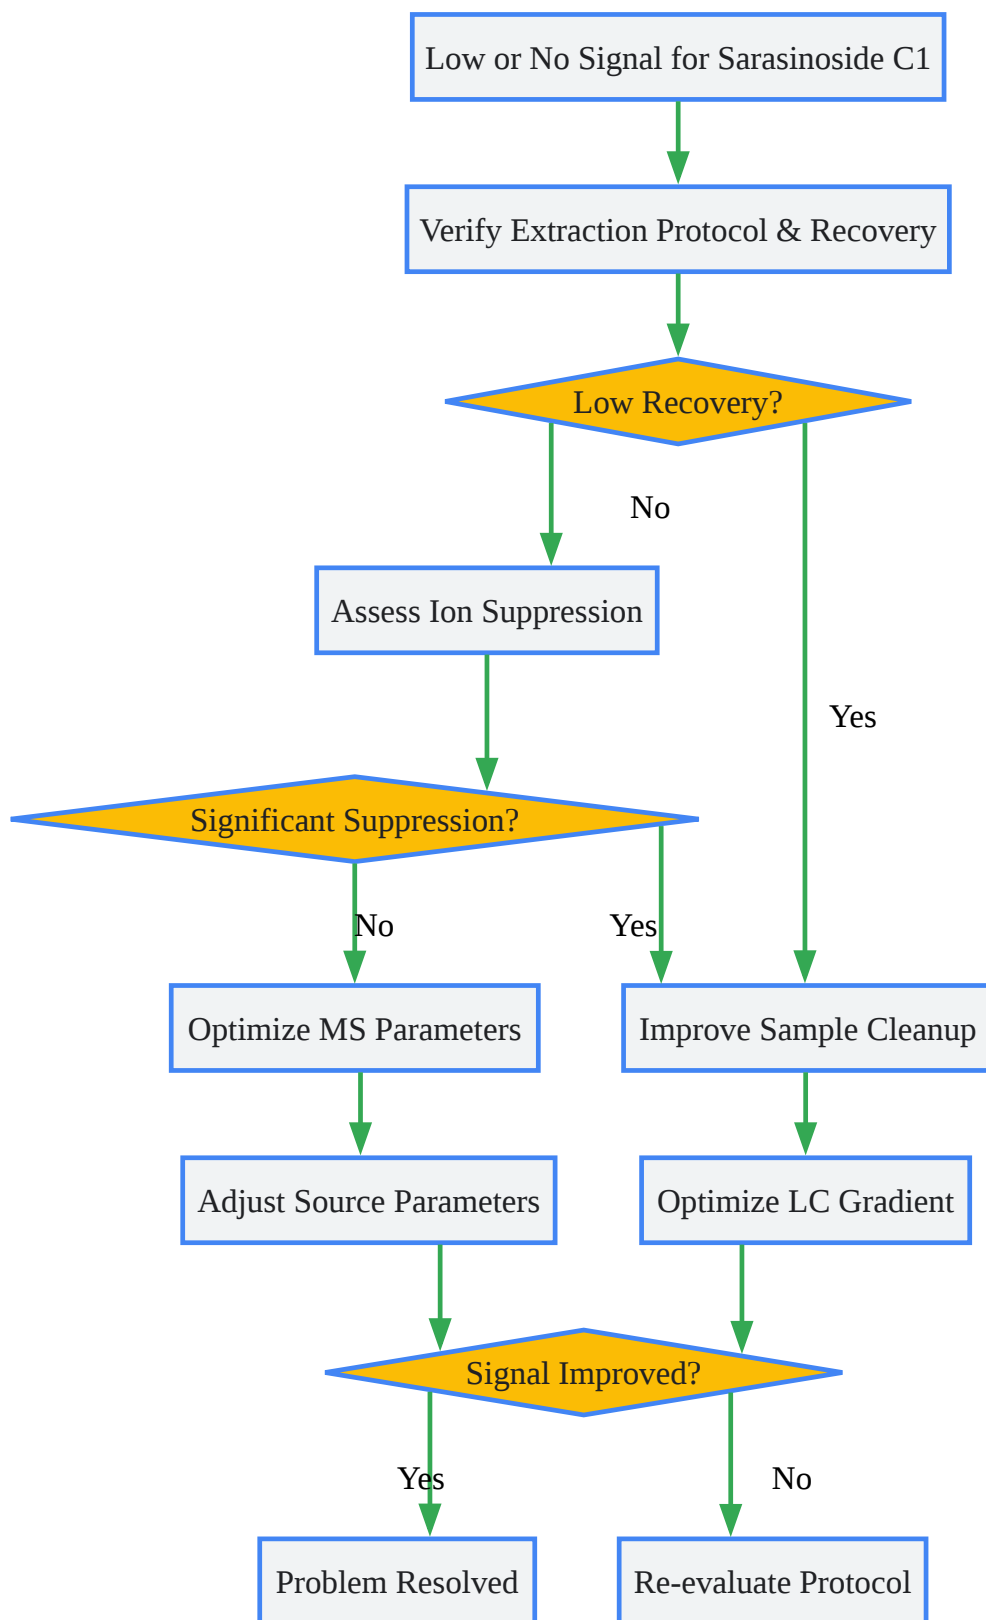 Low or No Signal for Sarasinoside C1
Verify Extraction Protocol & Recovery
Low Recovery?
No
Assess Ion Suppression
Yes
Significant Suppression?
No
Yes
Optimize MS Parameters
Improve Sample Cleanup
Adjust Source Parameters
Optimize LC Gradient
Signal Improved?
Yes
No
Problem Resolved
Re-evaluate Protocol